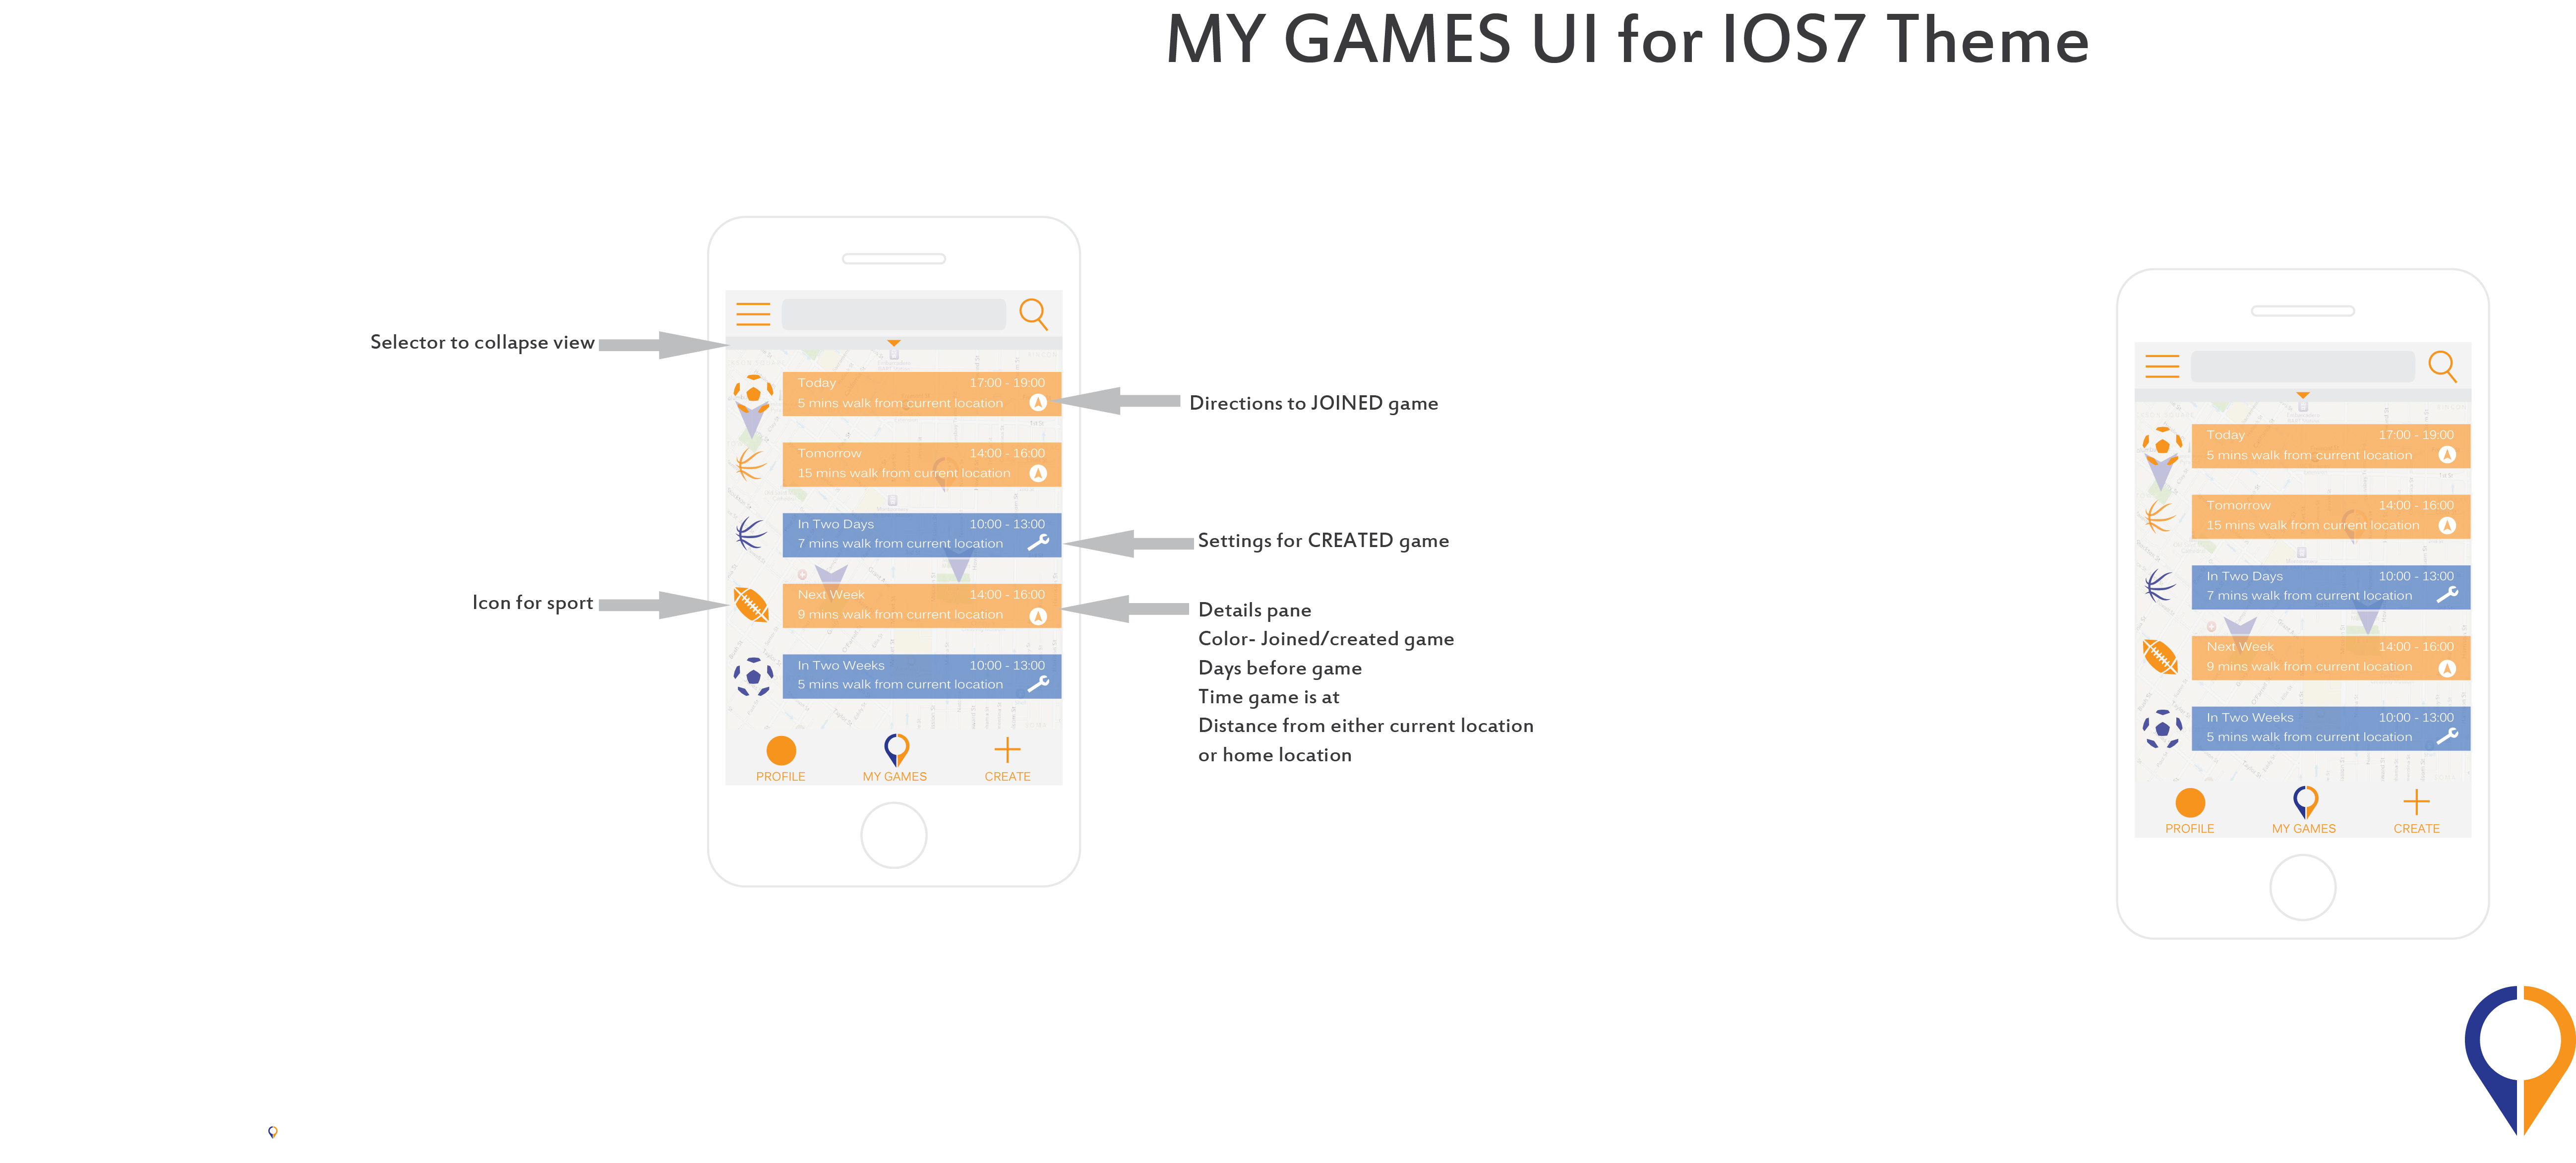 MY GAMES UI for IOS7 Theme
Selector to collapse view
Icon for sport
Today 17:00 - 19:00
5 mins walk from current location
Tomorrow 14:00 - 16:00
15 mins walk from current location
In Two Days 10:00 - 13:00
7 mins walk from current location
Next Week 14:00 - 16:00
9 mins walk from current location
In Two Weeks 10:00 - 13:00
5 mins walk from current location
PROFILE MY GAMES CREATE
Directions to JOINED game
Settings for CREATED game
Details pane
Color- Joined/created game
Days before game
Time game is at
Distance from either current location
or home location
Today 17:00 - 19:00
5 mins walk from current location
Tomorrow 14:00 - 16:00
15 mins walk from current location
In Two Days 10:00 - 13:00
7 mins walk from current location
Next Week 14:00 - 16:00
9 mins walk from current location
In Two Weeks 10:00 - 13:00
5 mins walk from current location
PROFILE MY GAMES CREATE